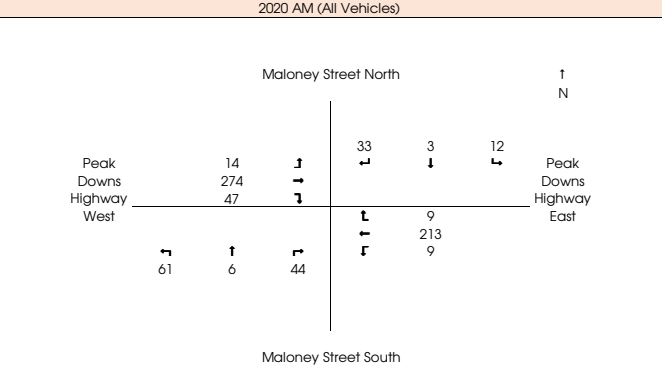 2020 AM (All Vehicles)
Maloney Street North
↑
N
33 3 12
Peak 14 Peak
Downs 274 Downs
Highway 47 Highway
West 9 East
213
9
61 6 44
Maloney Street South